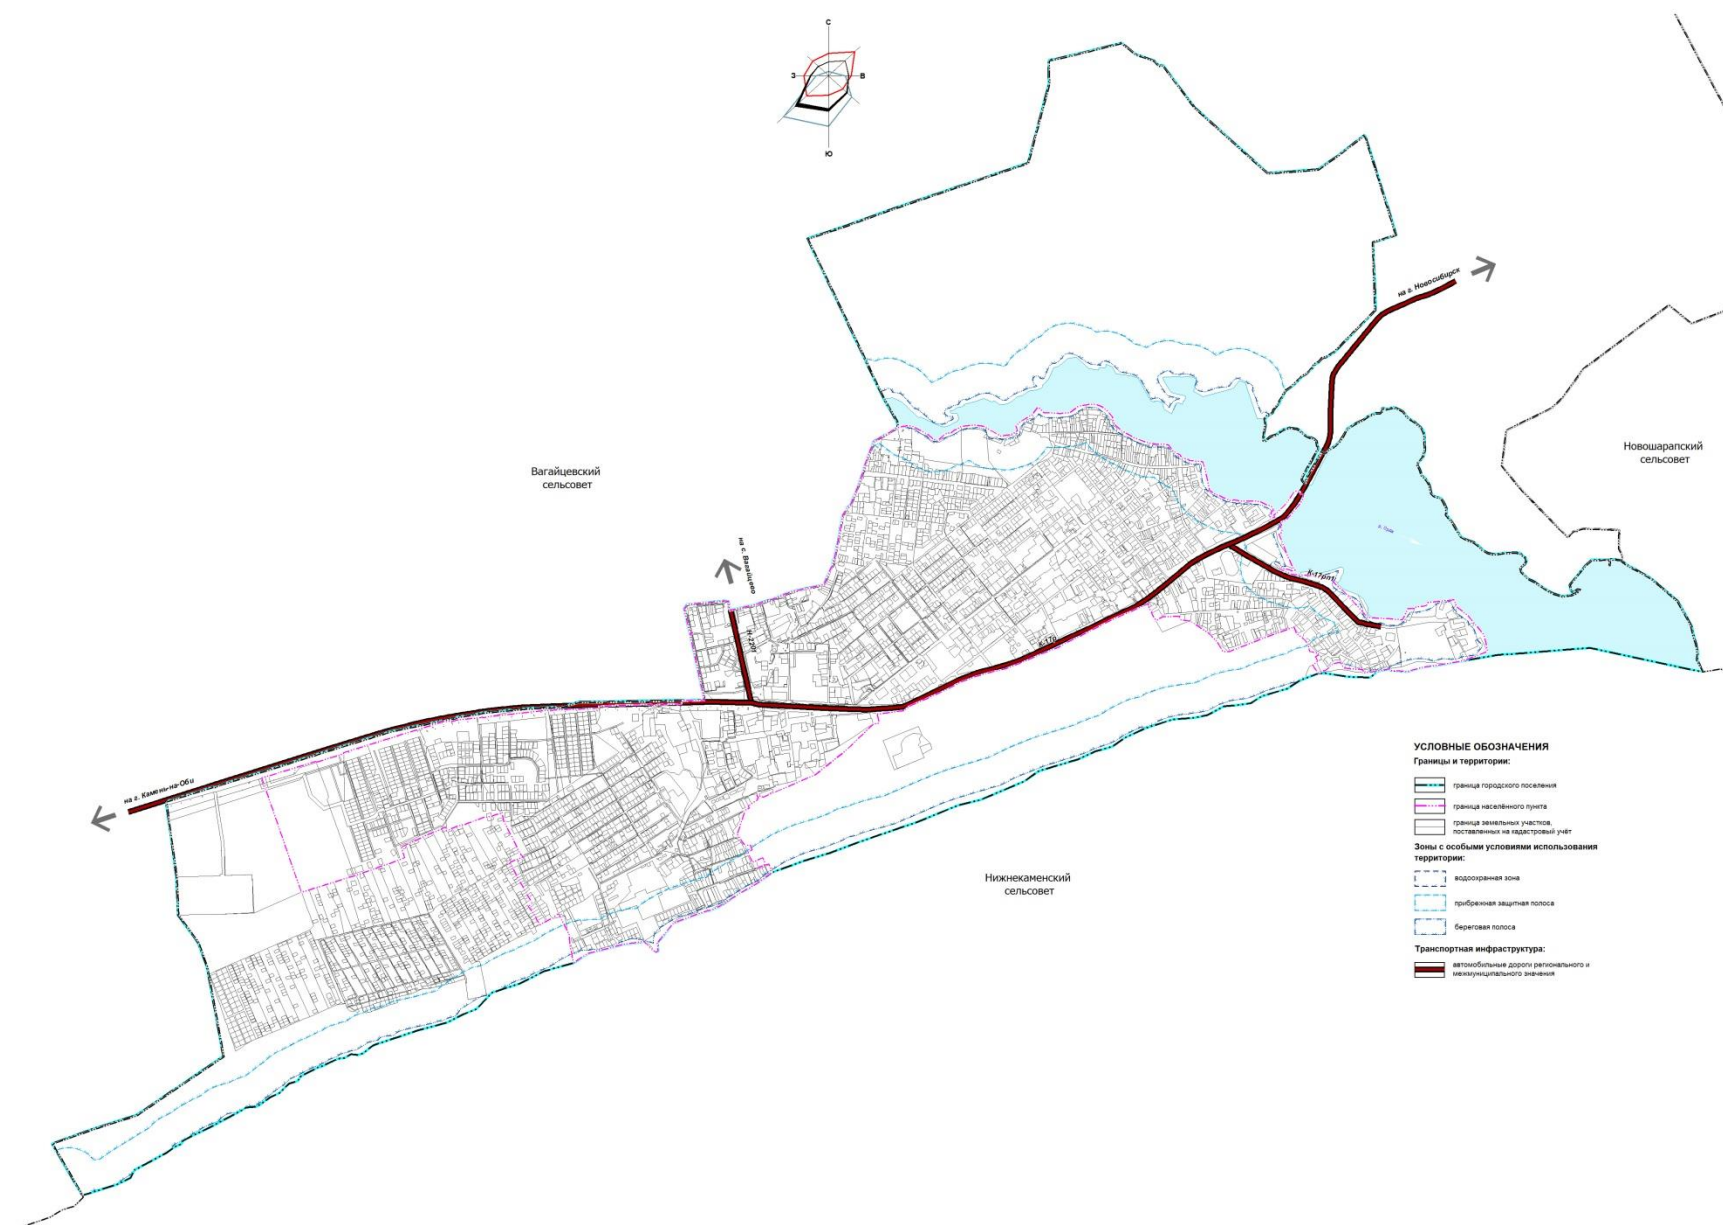 С
З
В
Ю
на г. Новосибирск
Новошарапский
сельсовет
Вагайцевский
сельсовет
на с. Вагайцево
К-17рп1
Н-2207
К-17р
на г. Камень-на-Оби
Нижнекаменский
сельсовет
УСЛОВНЫЕ ОБОЗНАЧЕНИЯ
Границы и территории:
граница городского поселения
граница населённого пункта
граница земельных участков,
поставленных на кадастровый учёт
Зоны с особыми условиями использования
территории:
водоохранная зона
прибрежная защитная полоса
береговая полоса
Транспортная инфраструктура:
автомобильные дороги регионального и
межмуниципального значения